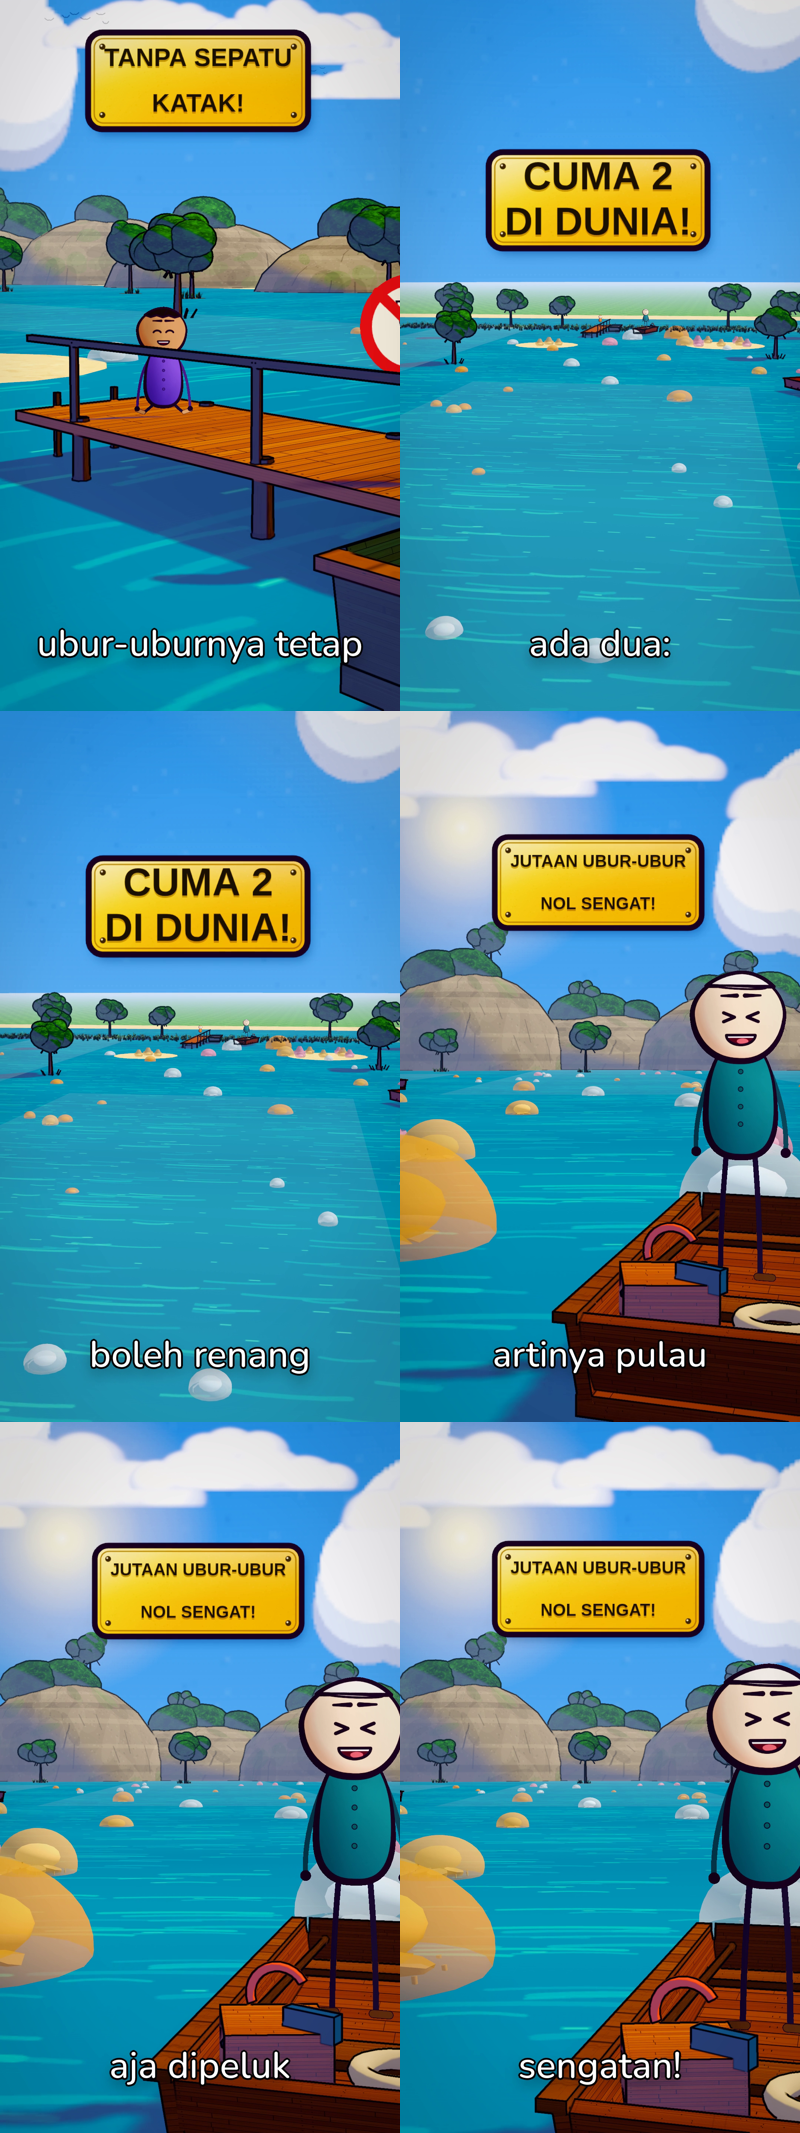 TANPA SEPATU
KATAK!
ubur-uburnya tetap
CUMA 2
DI DUNIA!
ada dua:
CUMA 2
DI DUNIA!
boleh renang
JUTAAN UBUR-UBUR
NOL SENGAT!
artinya pulau
JUTAAN UBUR-UBUR
NOL SENGAT!
aja dipeluk
JUTAAN UBUR-UBUR
NOL SENGAT!
sengatan!